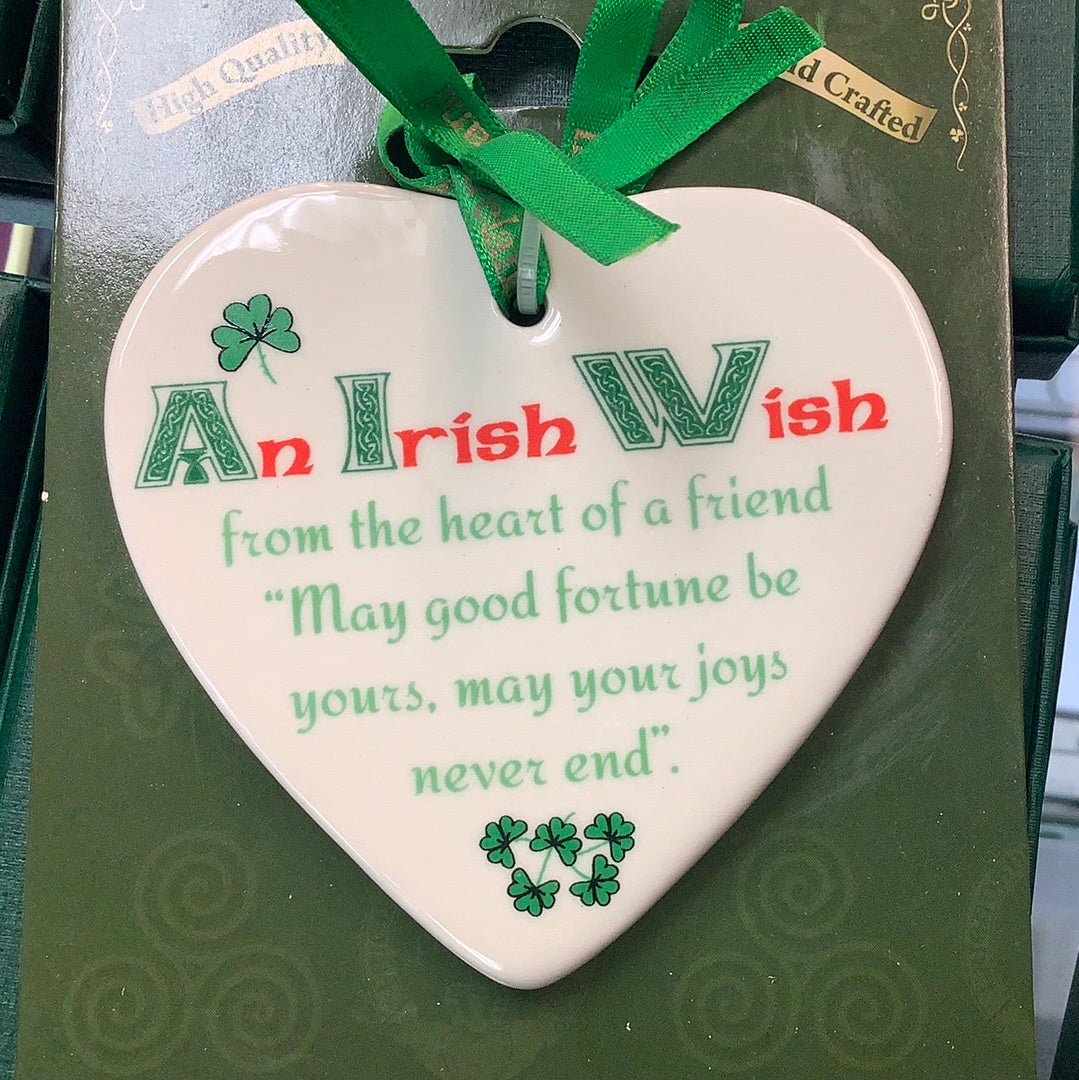 High Quality
Crafted
An Irish Wish
from the heart of a friend
“May good fortune be
yours, may your joys
never end”.